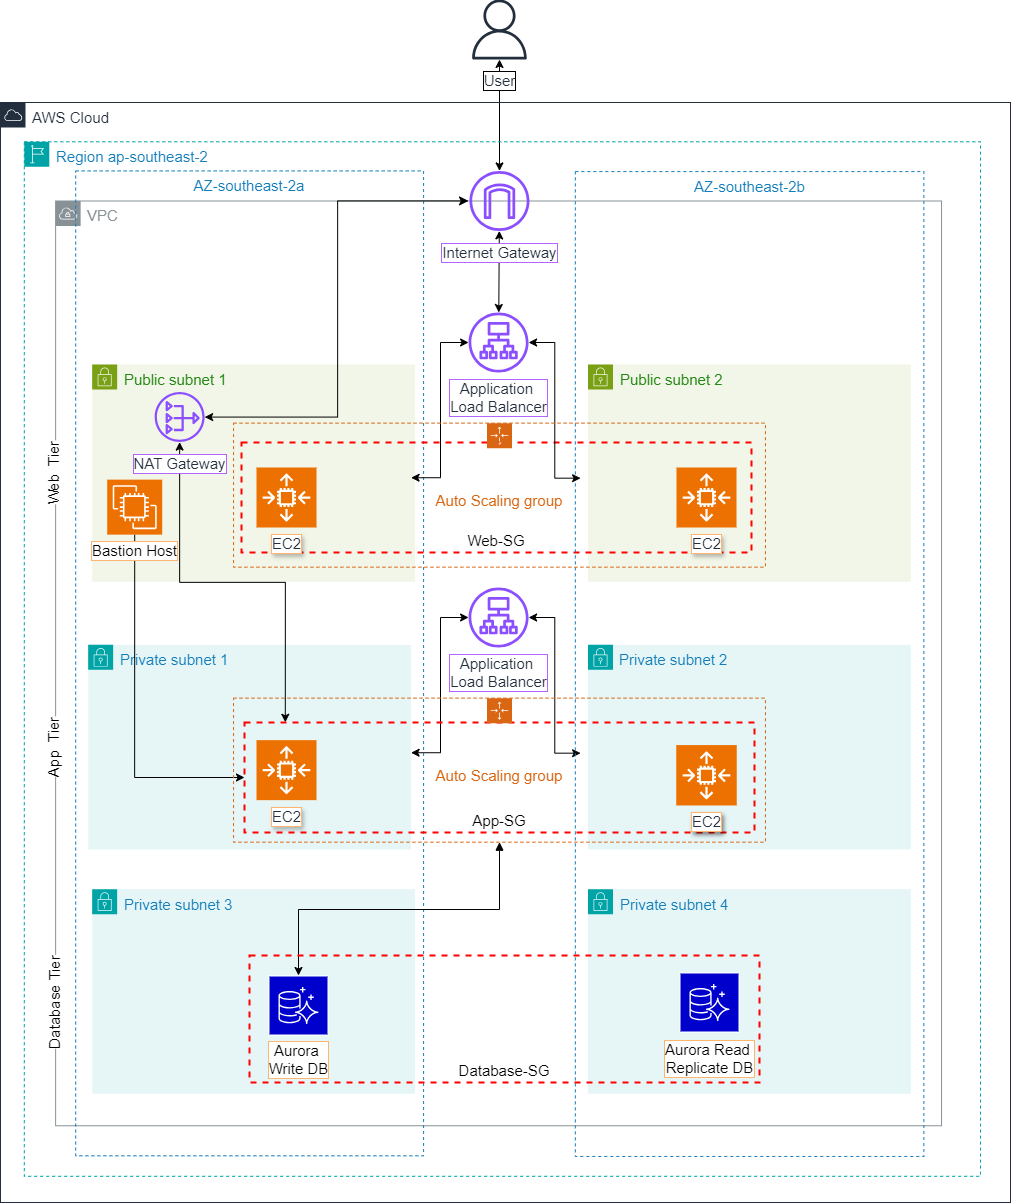 User
AWS Cloud
Region ap-southeast-2
AZ-southeast-2a
AZ-southeast-2b
VPC
Internet Gateway
Public subnet 1
Public subnet 2
Application
Load Balancer
NAT Gateway
Web Tier
Auto Scaling group
Bastion Host
EC2
Web-SG
EC2
Private subnet 1
Private subnet 2
Application
Load Balancer
App Tier
Auto Scaling group
EC2
App-SG
EC2
Private subnet 3
Private subnet 4
Database Tier
Aurora
Write DB
Aurora Read
Replicate DB
Database-SG